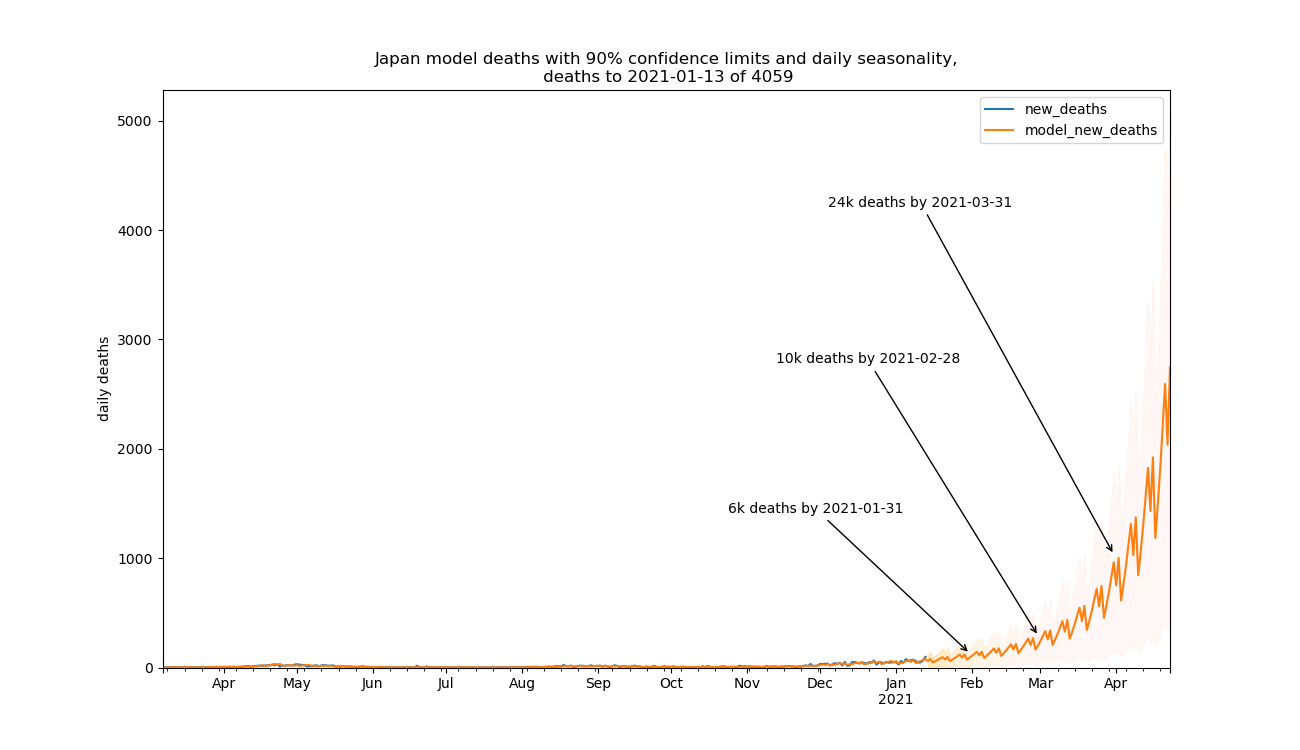 Japan model deaths with 90% confidence limits and daily seasonality,
deaths to 2021-01-13 of 4059
new_deaths
model_new_deaths
5000
4000
3000
2000
1000
0
daily deaths
24k deaths by 2021-03-31
10k deaths by 2021-02-28
6k deaths by 2021-01-31
Apr May Jun Jul Aug Sep Oct Nov Dec Jan Feb Mar Apr
2021